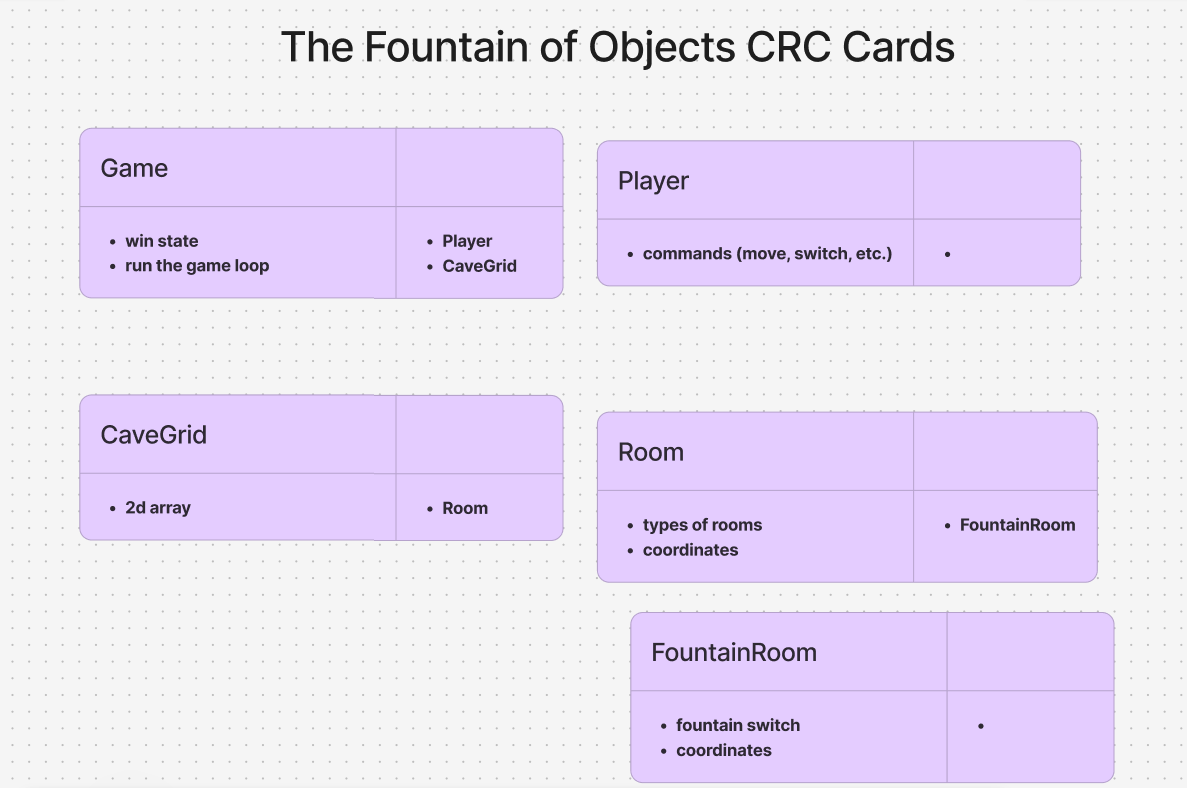 The Fountain of Objects CRC Cards
Game
• win state
• run the game loop
• Player
• CaveGrid
Player
• commands (move, switch, etc.)
•
CaveGrid
• 2d array
• Room
Room
• types of rooms
• coordinates
• FountainRoom
FountainRoom
• fountain switch
• coordinates
•